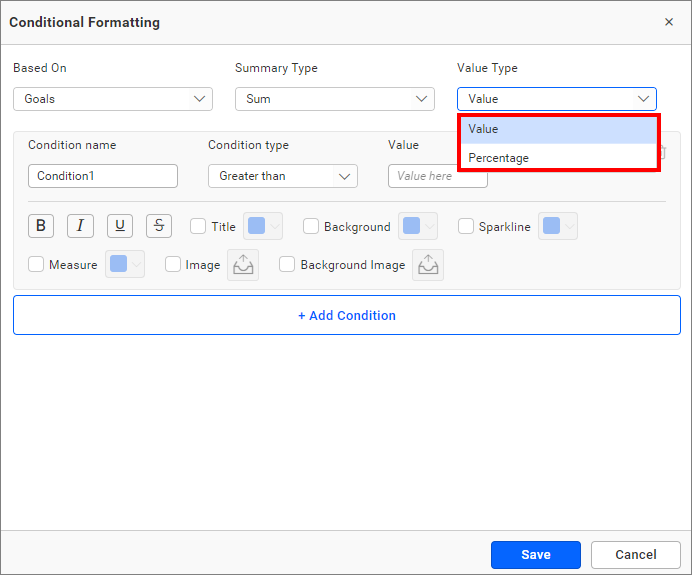 Conditional Formatting
Based On Summary Type Value Type
Goals Sum Value
Value
Percentage
Condition name Condition type Value
Condition1 Greater than Value here
B I U S Title Background Sparkline
Measure Image Background Image
+ Add Condition
Save Cancel